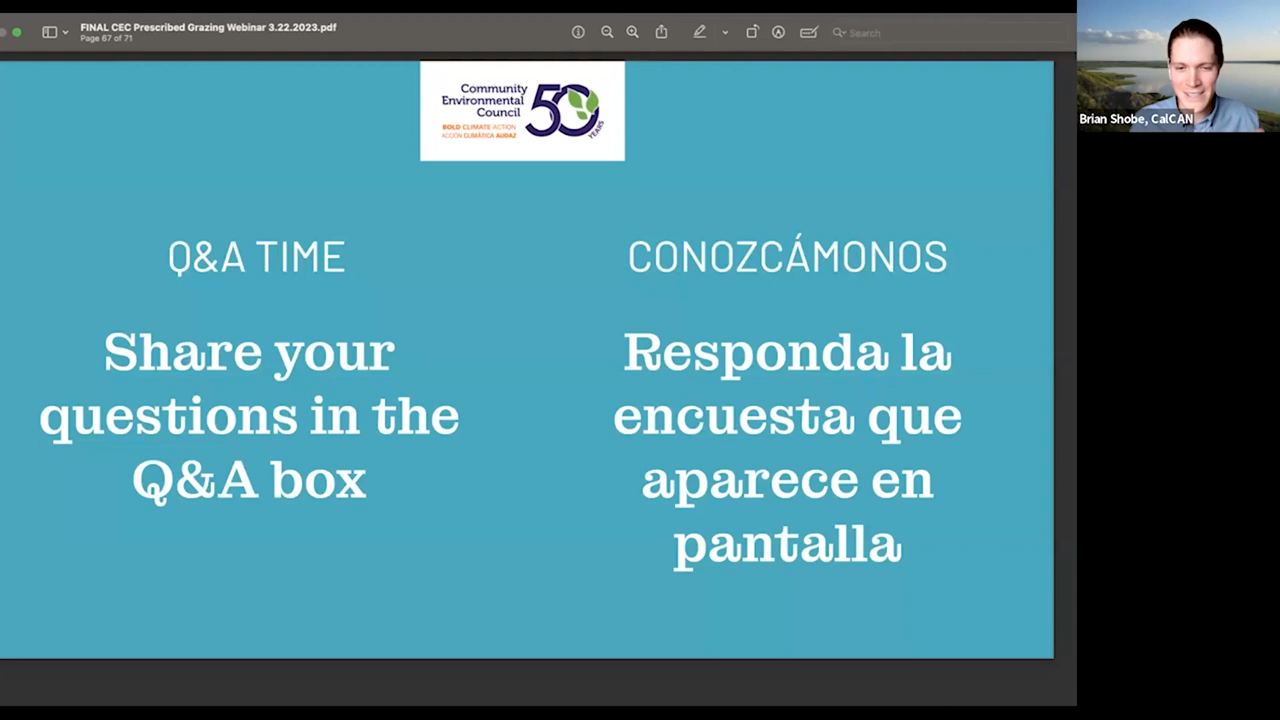 FINAL CEC Prescribed Grazing Webinar 3.22.2023.pdf
Page 67 of 71
Search
Community
Environmental
Council
50
YEARS
BOLD CLIMATE ACTION
ACCIÓN CLIMÁTICA AUDAZ
Brian Shobe, CalCAN
Q&A TIME
Share your
questions in the
Q&A box
CONOZCÁMONOS
Responda la
encuesta que
aparece en
pantalla